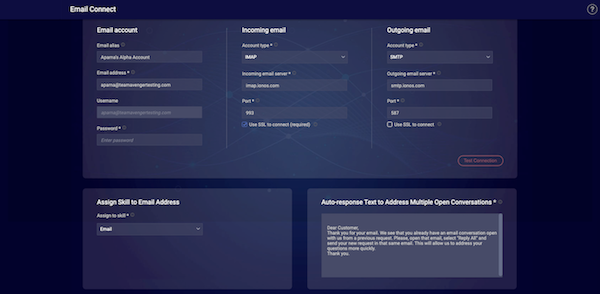 Email Connect
Email account
Email alias
Aparna's Alpha Account
Email address *
aparna@teamavengertesting.com
Username
aparna@teamavengertesting.com
Password *
Enter password
Incoming email
Account type *
IMAP
Incoming email server *
imap.ionos.com
Port *
993
Use SSL to connect (required)
Outgoing email
Account type *
SMTP
Outgoing email server *
smtp.ionos.com
Port *
587
Use SSL to connect
Test Connection
Assign Skill to Email Address
Assign to skill *
Email
Auto-response Text to Address Multiple Open Conversations *
Dear Customer,
Thank you for your email. We see that you already have an email conversation open
with us from a previous request. Please, open that email, select "Reply All" and
send your new request in that same email. This will allow us to address your
questions more quickly.
Thank you.